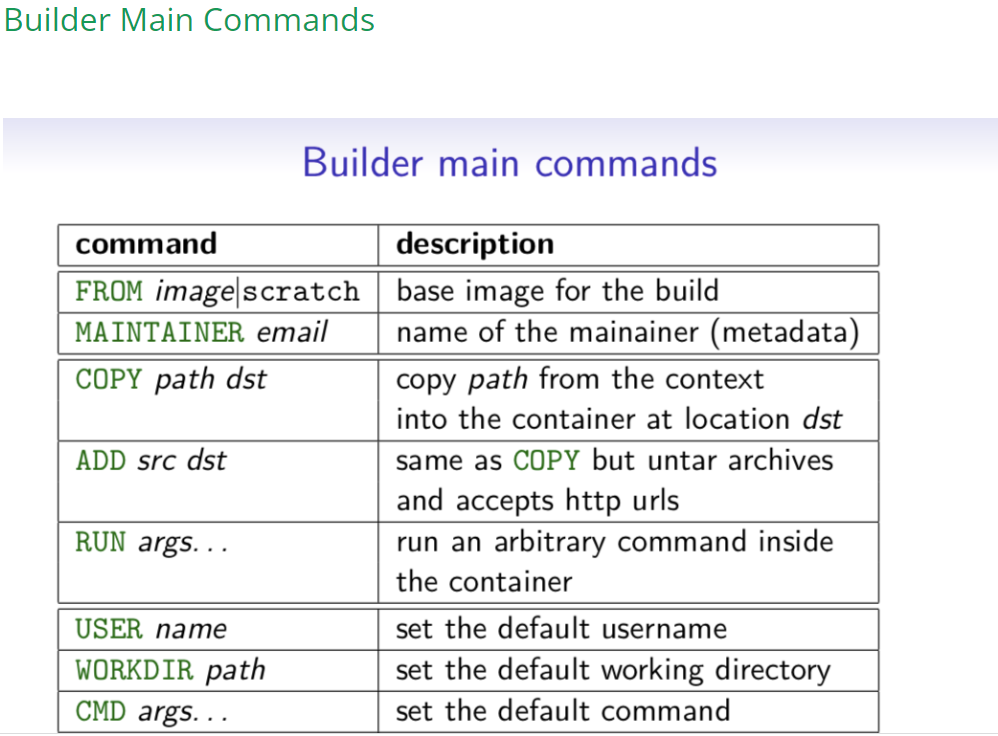 Builder Main Commands
Builder main commands
command description
FROM image|scratch base image for the build
MAINTAINER email name of the mainainer (metadata)
COPY path dst copy path from the context
into the container at location dst
ADD src dst same as COPY but untar archives
and accepts http urls
RUN args... run an arbitrary command inside
the container
USER name set the default username
WORKDIR path set the default working directory
CMD args... set the default command